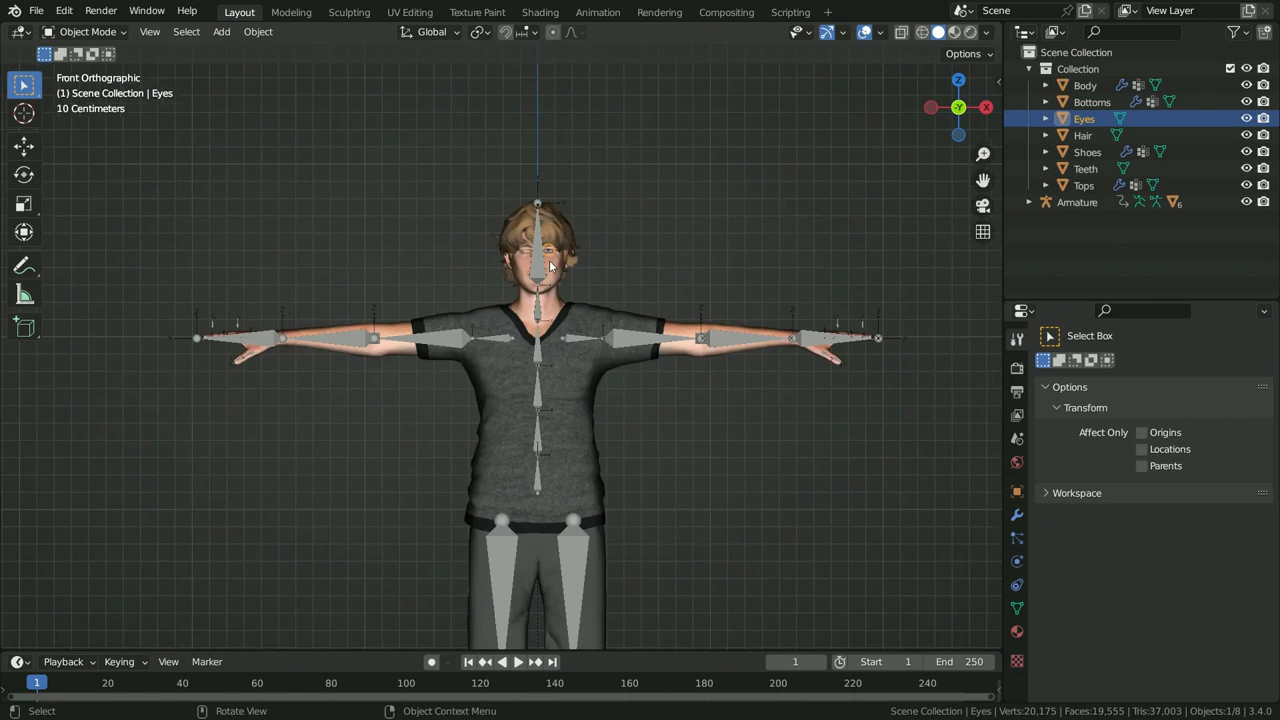 File Edit Render Window Help Layout Modeling Sculpting UV Editing Texture Paint Shading Animation Rendering Compositing Scripting Scene View Layer
Object Mode View Select Add Object Global
Options
Front Orthographic
(1) Scene Collection | Eyes
10 Centimeters
Z
X
-Y
Scene Collection
Collection
Body
Bottoms
Eyes
Hair
Shoes
Teeth
Tops
Armature 6
Select Box
Options
Transform
Affect Only Origins
Locations
Parents
Workspace
Playback Keying View Marker 1 Start 1 End 250
1 20 40 60 80 100 120 140 160 180 200 220 240
Select Rotate View Object Context Menu Scene Collection | Eyes | Verts:20,175 | Faces:19,555 | Tris:37,003 | Objects:1/8 | 3.4.0